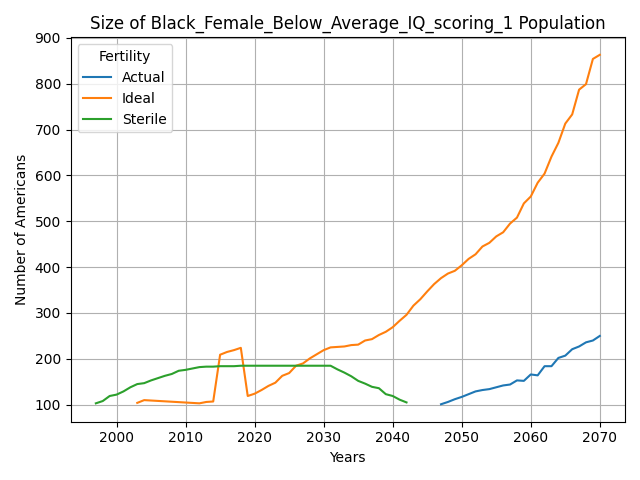 Size of Black_Female_Below_Average_IQ_scoring_1 Population
Fertility
Actual
Ideal
Sterile
Number of Americans
900
800
700
600
500
400
300
200
100
2000 2010 2020 2030 2040 2050 2060 2070
Years